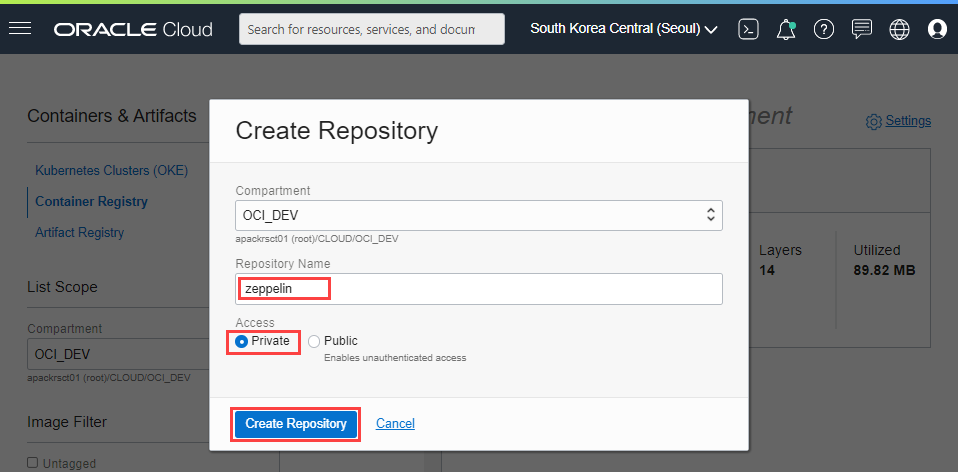 ORACLE Cloud
Search for resources, services, and docum
South Korea Central (Seoul)
Containers & Artifacts
Kubernetes Clusters (OKE)
Container Registry
Artifact Registry
List Scope
Compartment
OCI_DEV
apackrsct01 (root)/CLOUD/OCI_DEV
Image Filter
Untagged
Create Repository
Compartment
OCI_DEV
apackrsct01 (root)/CLOUD/OCI_DEV
Repository Name
zeppelin
Access
Private
Public
Enables unauthenticated access
Create Repository
Cancel
Settings
Layers
14
Utilized
89.82 MB